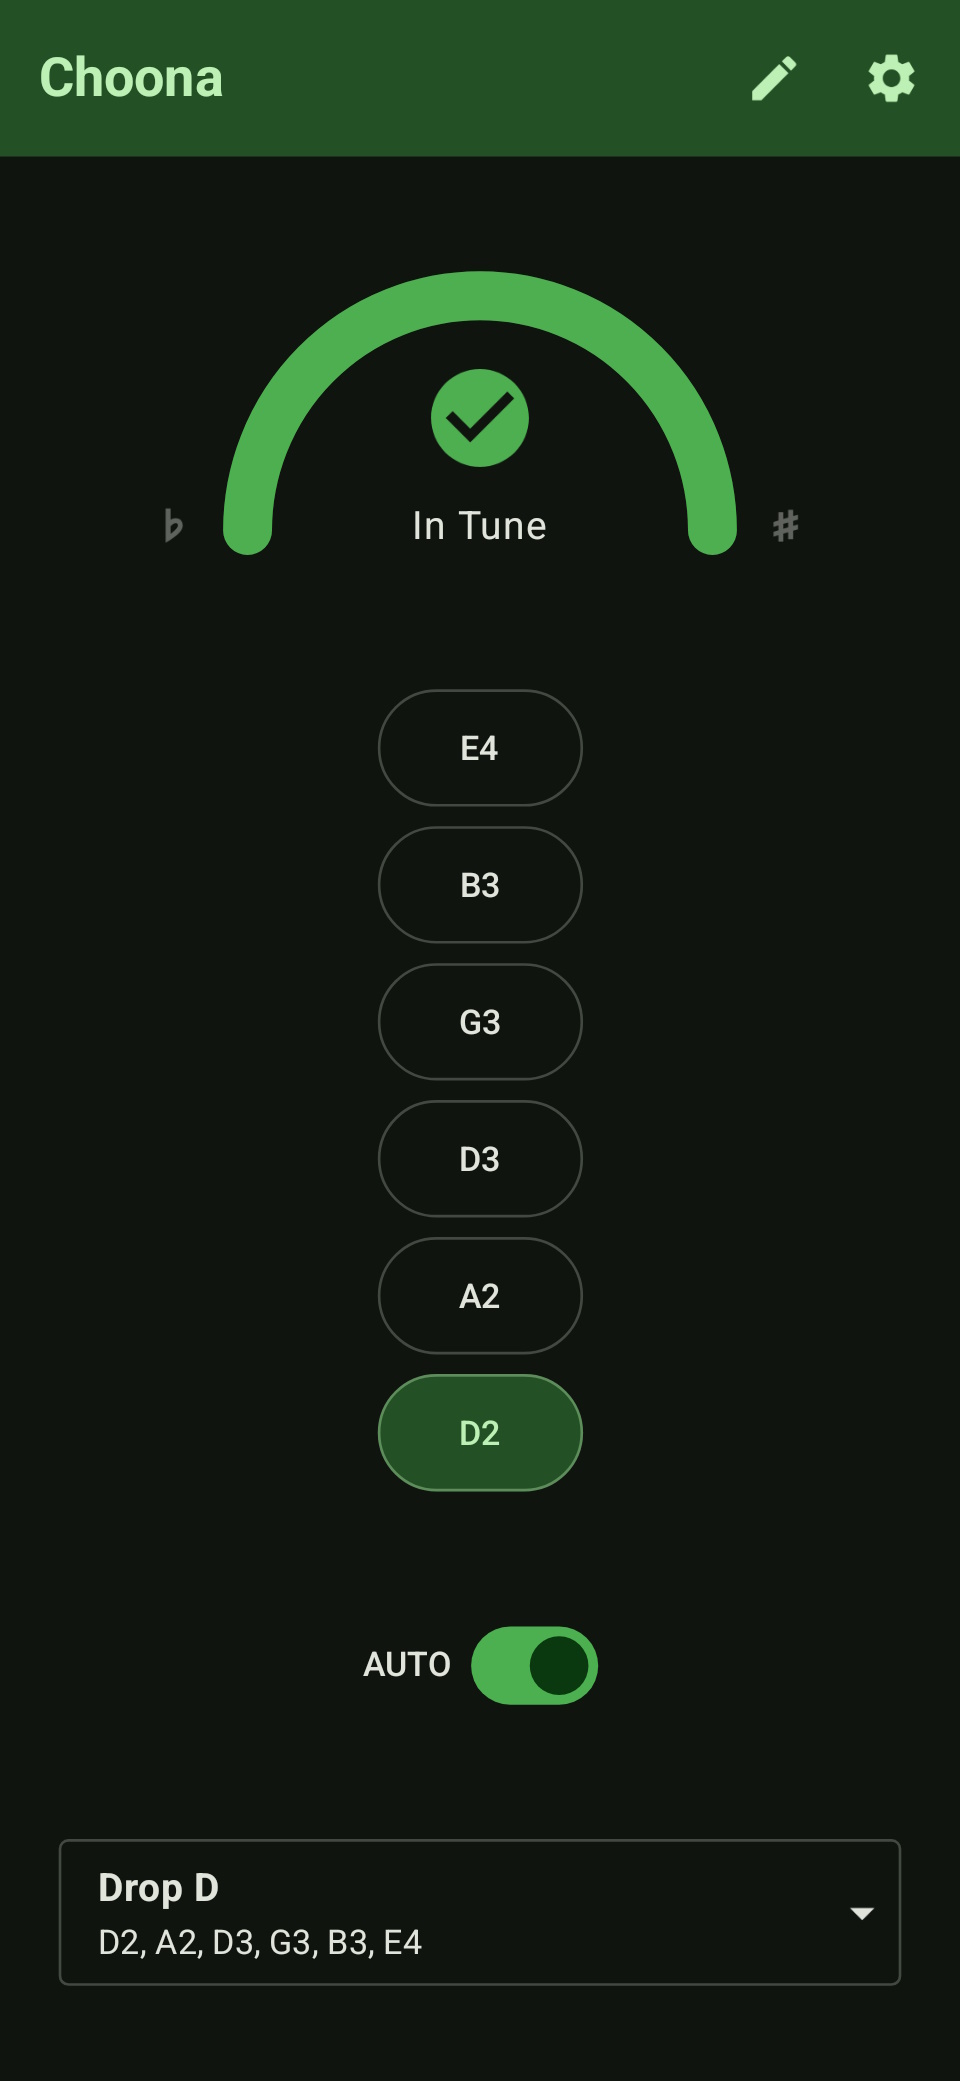 Choona
♭ In Tune ♯
E4
B3
G3
D3
A2
D2
AUTO
Drop D
D2, A2, D3, G3, B3, E4